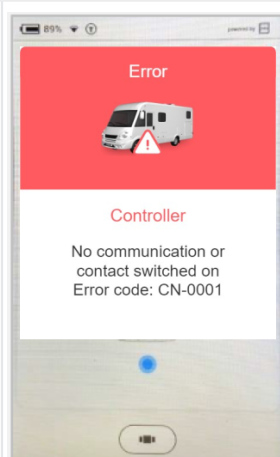 89%
powered by
Error
Controller
No communication or
contact switched on
Error code: CN-0001